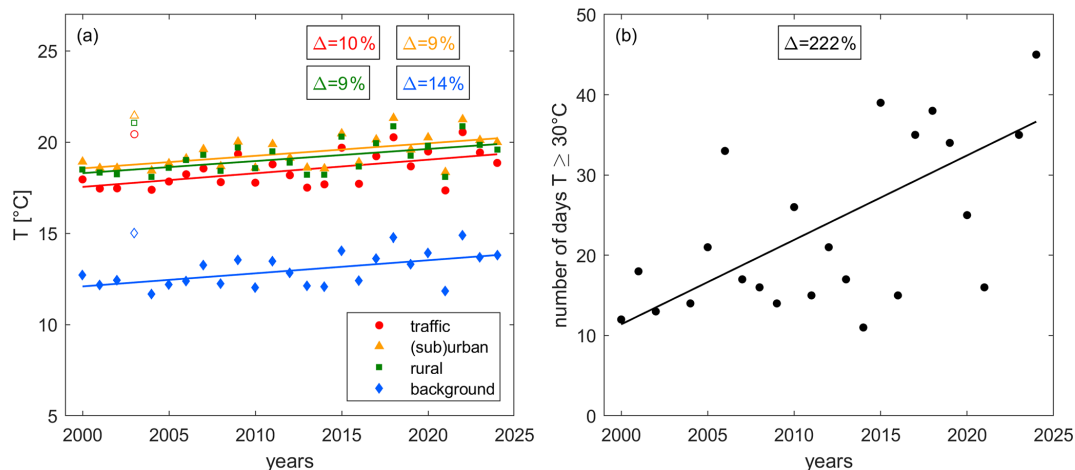 (a)
Δ=10%
Δ=9%
Δ=9%
Δ=14%
25
20
15
10
5
T [°C]
traffic
(sub)urban
rural
background
2000
2005
2010
2015
2020
2025
years
(b)
Δ=222%
50
40
30
20
10
0
number of days T ≥ 30°C
2000
2005
2010
2015
2020
2025
years